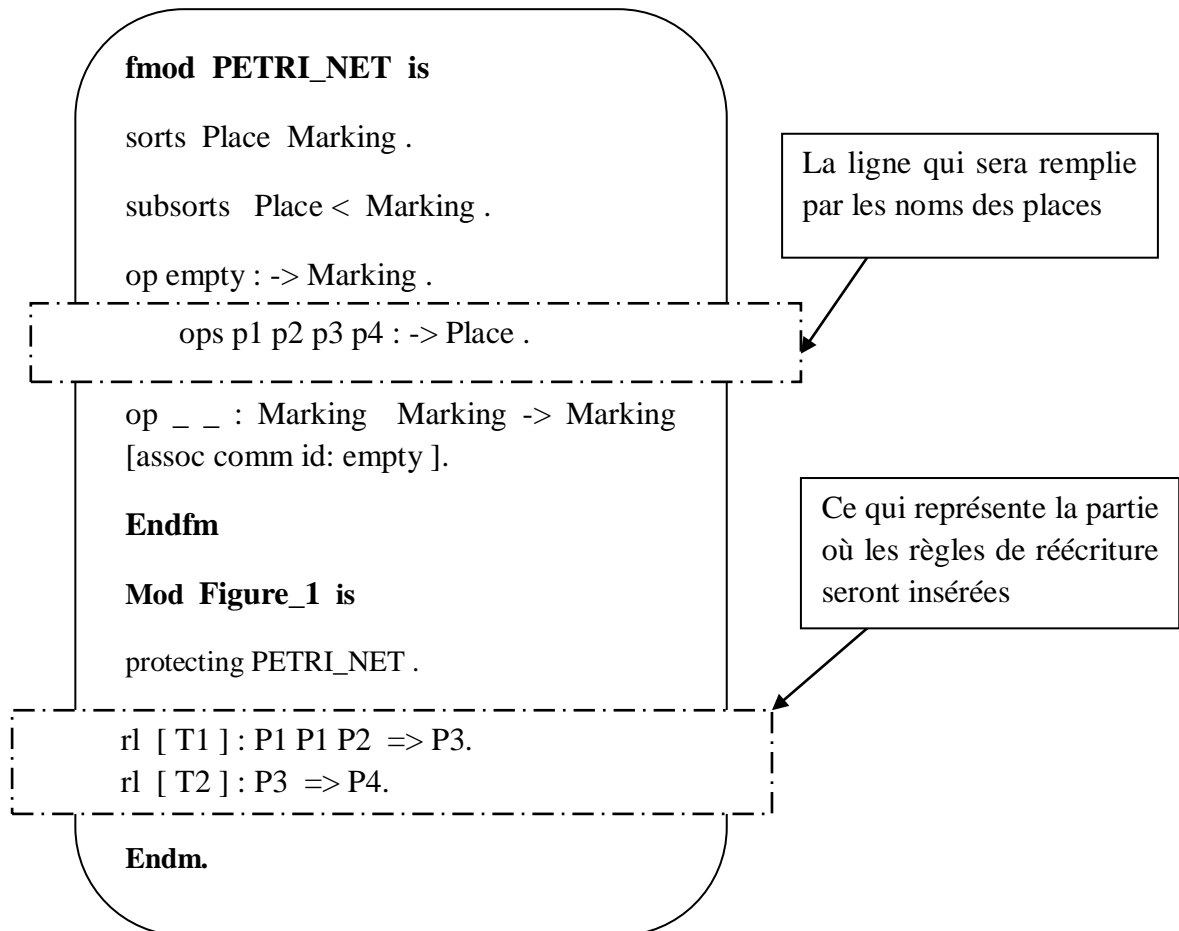 fmod PETRI_NET is
sorts Place Marking .
subsorts Place < Marking .
op empty : -> Marking .
ops p1 p2 p3 p4 : -> Place .
op _ _ : Marking Marking -> Marking
[assoc comm id: empty ].
Endfm
Mod Figure_1 is
protecting PETRI_NET .
rl [ T1 ] : P1 P1 P2 => P3.
rl [ T2 ] : P3 => P4.
Endm.
La ligne qui sera remplie
par les noms des places
Ce qui représente la partie
où les règles de réécriture
seront insérées